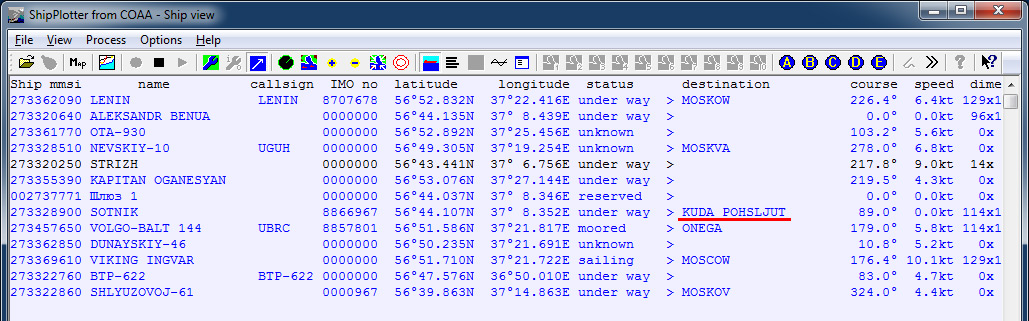 ShipPlotter from COAA - Ship view
File View Process Options Help
Map A B C D E
Ship mmsi name callsign IMO no latitude longitude status destination course speed dime
273362090 LENIN LENIN 8707678 56°52.832N 37°22.416E under way > MOSKOW 226.4° 6.4kt 129x1
273320640 ALEKSANDR BENUA 0000000 56°44.135N 37° 8.439E under way > 0.0° 0.0kt 96x1
273361770 OTA-930 0000000 56°52.892N 37°25.456E unknown > 103.2° 5.6kt 0x
273328510 NEVSKIY-10 UGUH 0000000 56°49.305N 37°19.254E unknown > MOSKVA 278.0° 6.8kt 0x
273320250 STRIZH 0000000 56°43.441N 37° 6.756E under way > 217.8° 9.0kt 14x
273355390 KAPITAN OGANESYAN 0000000 56°53.076N 37°27.144E under way > 219.5° 4.3kt 0x
002737771 Шлюз 1 0000000 56°44.037N 37° 8.346E reserved > 0.0° 0.0kt 0x
273328900 SOTNIK 8866967 56°44.107N 37° 8.352E under way > KUDA POHSLJUT 89.0° 0.0kt 114x1
273457650 VOLGO-BALT 144 UBRC 8857801 56°51.586N 37°21.817E moored > ONEGA 179.0° 5.8kt 114x1
273362850 DUNAYSKIY-46 0000000 56°50.235N 37°21.691E unknown > 10.8° 5.2kt 0x
273369610 VIKING INGVAR 0000000 56°51.710N 37°21.722E sailing > MOSCOW 176.4° 10.1kt 129x1
273322760 BTP-622 BTP-622 0000000 56°47.576N 36°50.010E under way > 83.0° 4.7kt 0x
273322860 SHLYUZOVOJ-61 0000967 56°39.863N 37°14.863E under way > MOSKOV 324.0° 4.4kt 0x